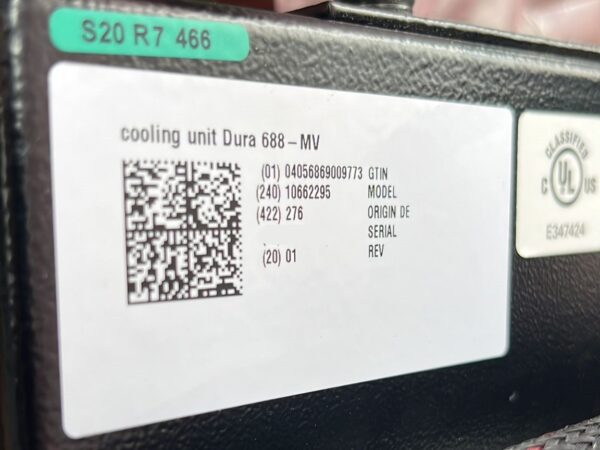 S20 R7 466
cooling unit Dura 688-MV
(01) 04056869009773 GTIN
(240) 10662295 MODEL
(422) 276 ORIGIN DE
SERIAL
(20) 01 REV
CLASSIFIED
C UL US
E347424